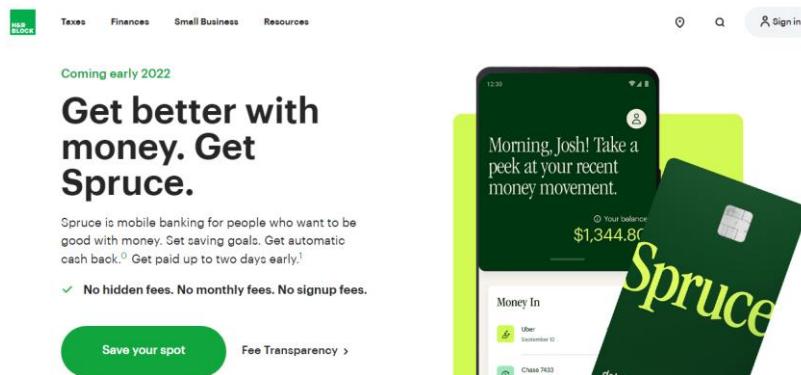 H&R
BLOCK
Taxes Finances Small Business Resources Sign in
Coming early 2022
Get better with
money. Get
Spruce.
Spruce is mobile banking for people who want to be
good with money. Set saving goals. Get automatic
cash back.⁰ Get paid up to two days early.¹
No hidden fees. No monthly fees. No signup fees.
Save your spot Fee Transparency >
12:30
Morning, Josh! Take a
peek at your recent
money movement.
Your balance
$1,344.80
Money In
Uber
September 10
Chase 7433
Spruce